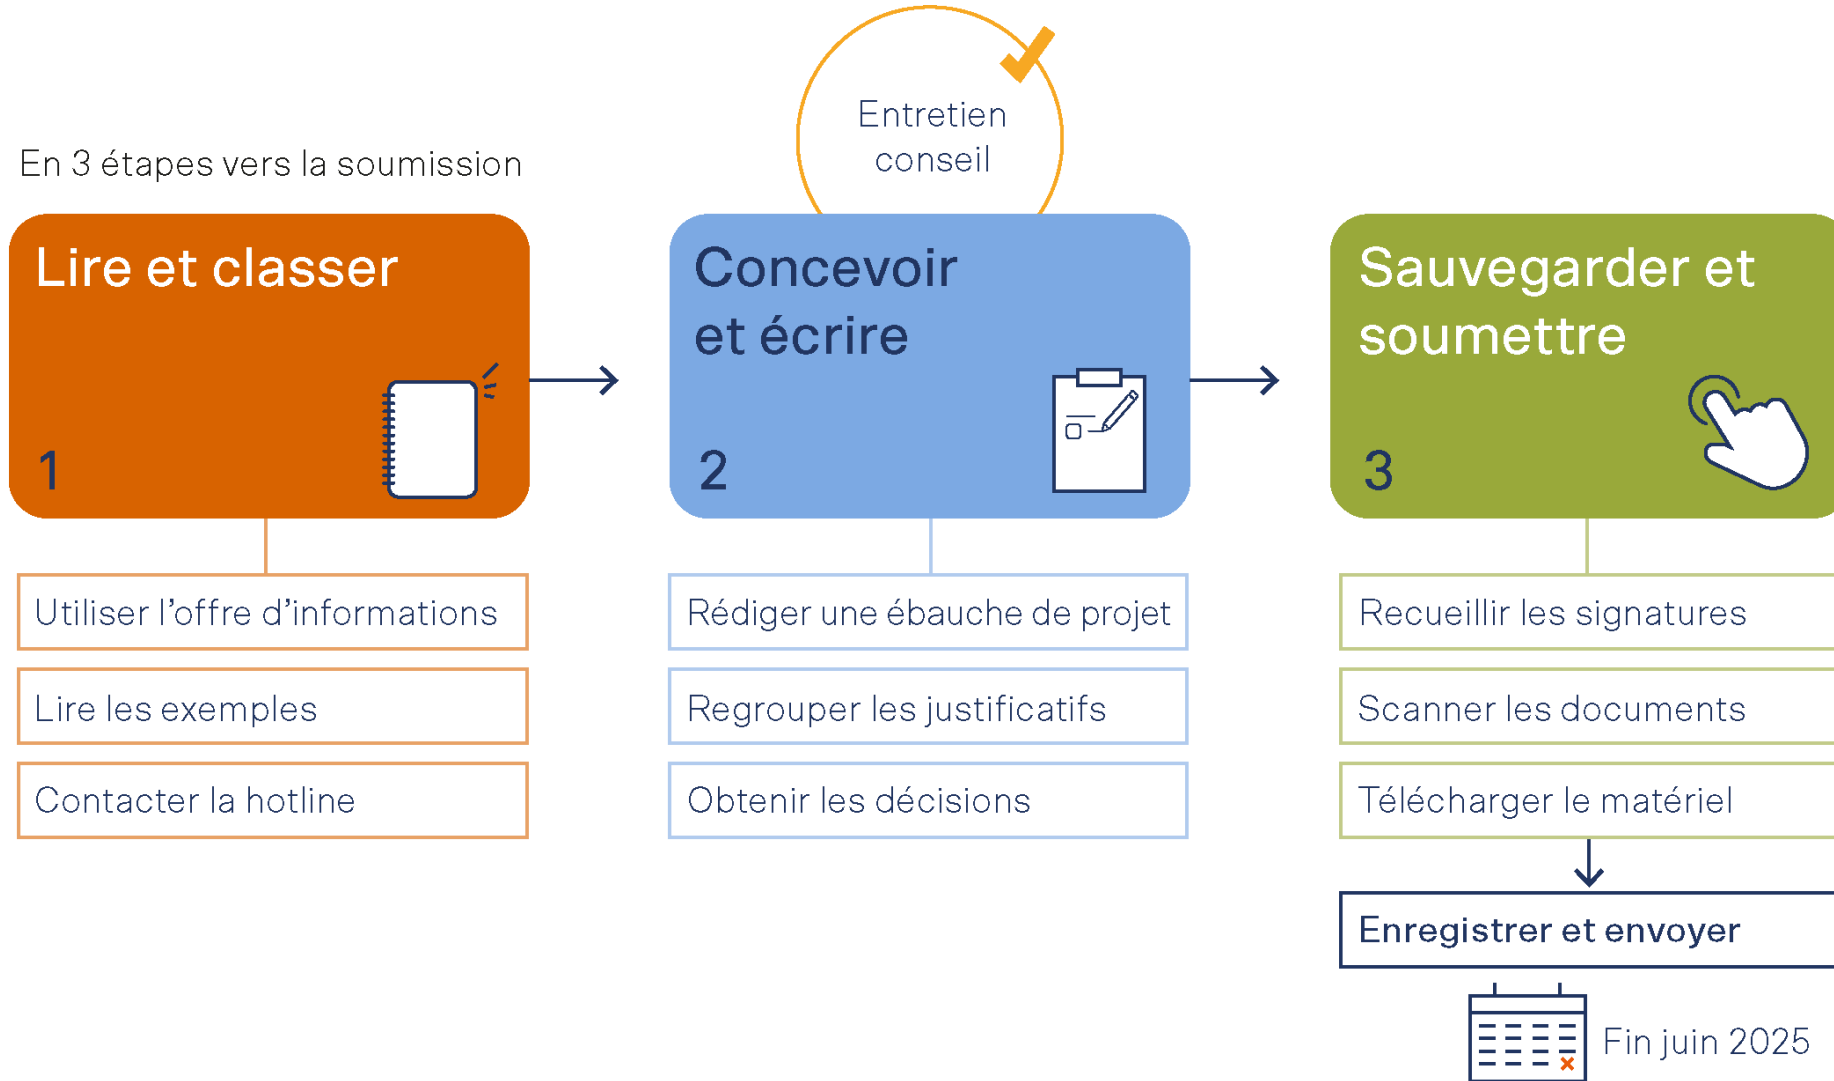 En 3 étapes vers la soumission
Entretien
conseil
Lire et classer
1
Concevoir
et écrire
2
Sauvegarder et
soumettre
3
Utiliser l’offre d’informations
Lire les exemples
Contacter la hotline
Rédiger une ébauche de projet
Regrouper les justificatifs
Obtenir les décisions
Recueillir les signatures
Scanner les documents
Télécharger le matériel
Enregistrer et envoyer
Fin juin 2025